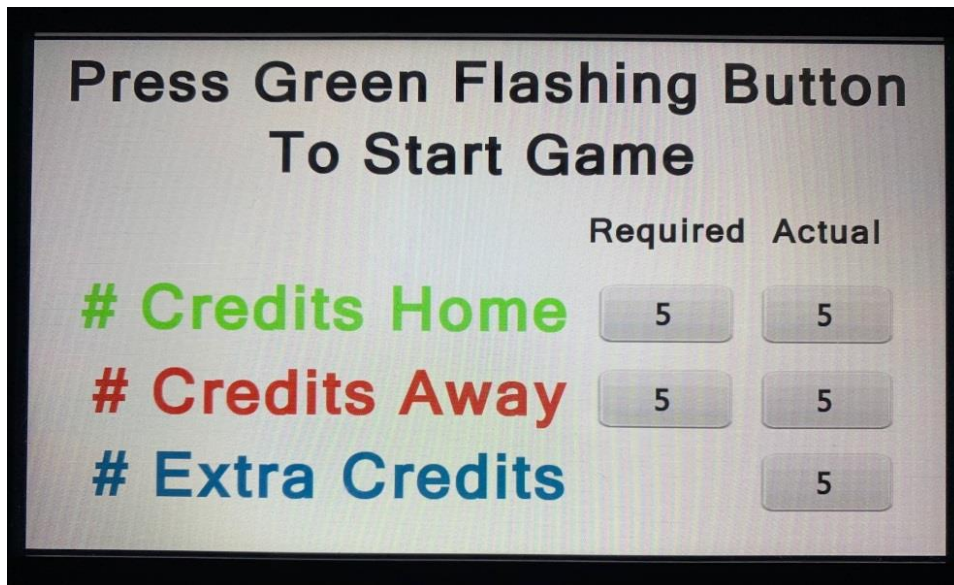 Press Green Flashing Button
To Start Game
Required Actual
# Credits Home 5 5
# Credits Away 5 5
# Extra Credits 5